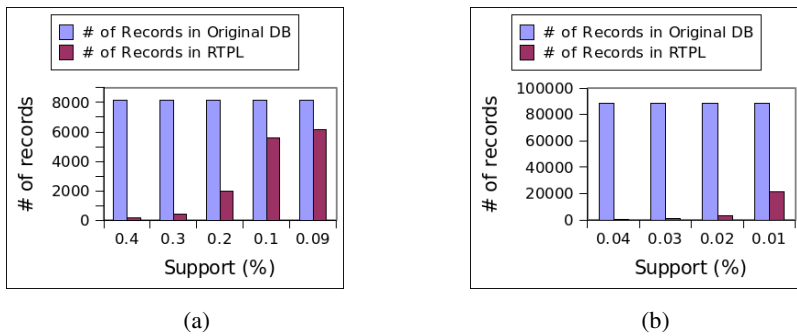 # of Records in Original DB
# of Records in RTPL
8000
6000
4000
2000
0
# of records
0.4 0.3 0.2 0.1 0.09
Support (%)
(a)
# of Records in Original DB
# of Records in RTPL
100000
80000
60000
40000
20000
0
# of records
0.04 0.03 0.02 0.01
Support (%)
(b)